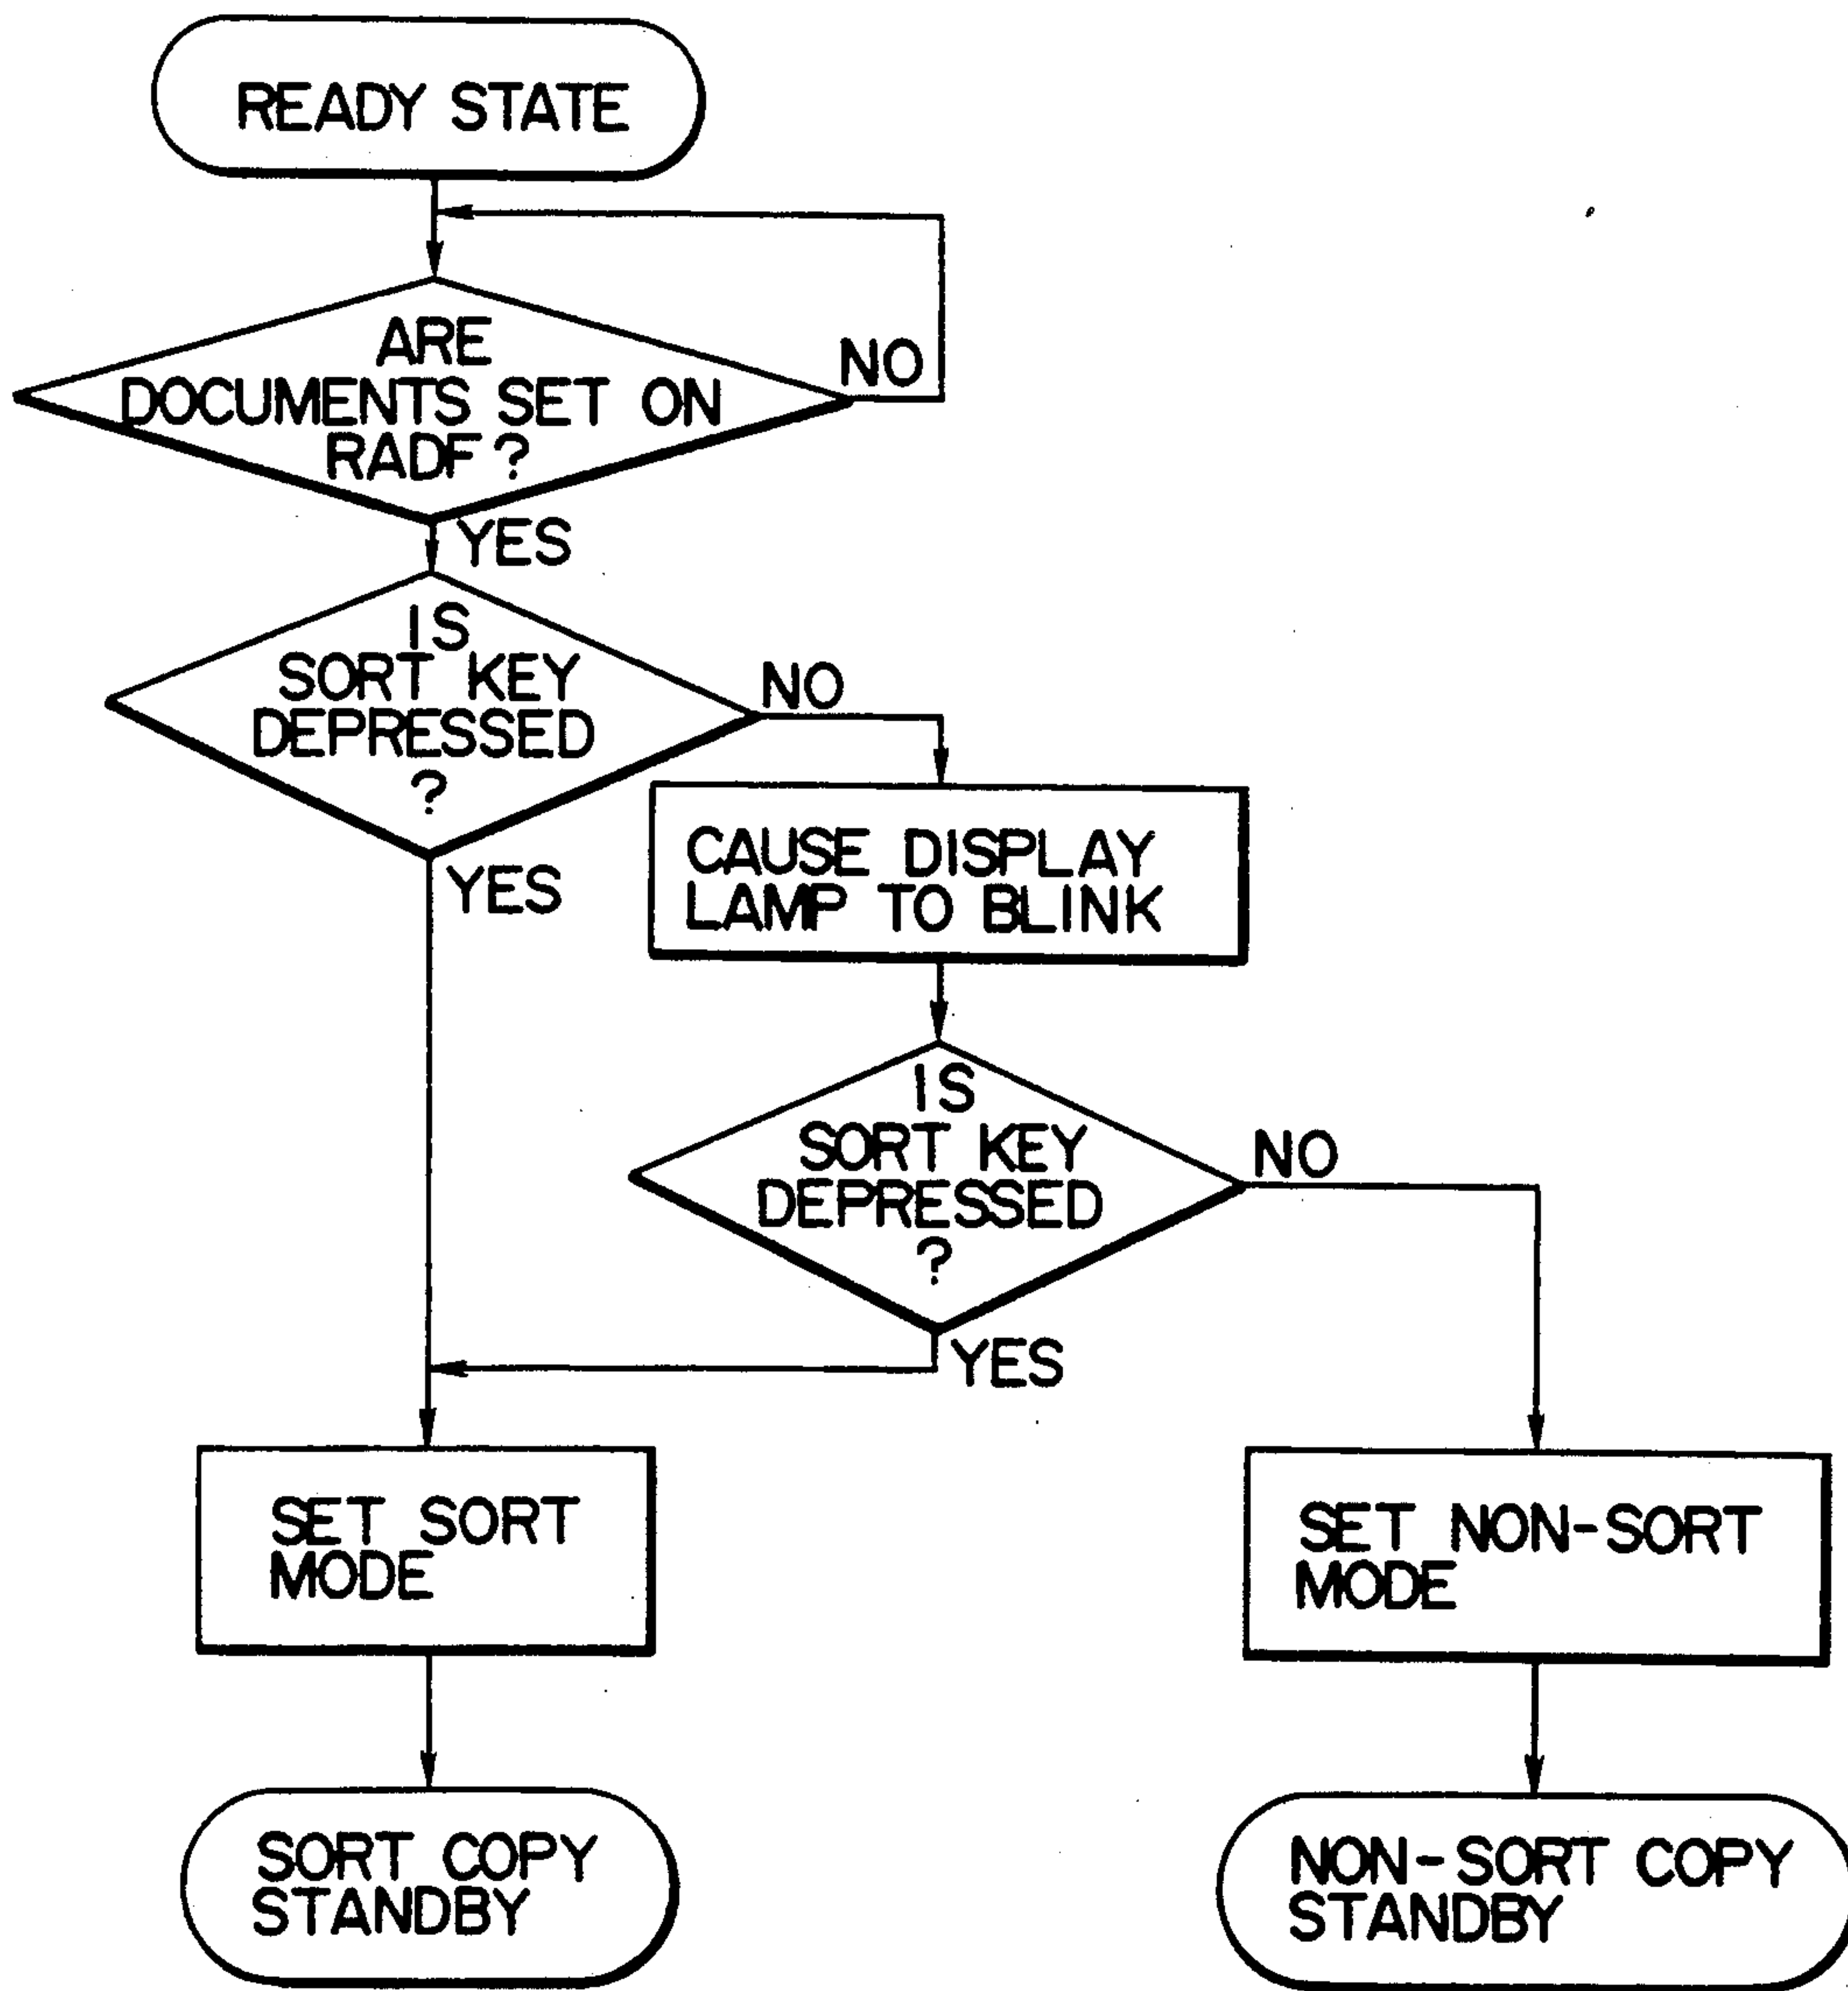 READY STATE
ARE
DOCUMENTS SET ON
RADF?
NO
YES
IS
SORT KEY
DEPRESSED
?
NO
YES
CAUSE DISPLAY
LAMP TO BLINK
IS
SORT KEY
DEPRESSED
?
NO
YES
SET SORT
MODE
SET NON-SORT
MODE
SORT COPY
STANDBY
NON-SORT COPY
STANDBY